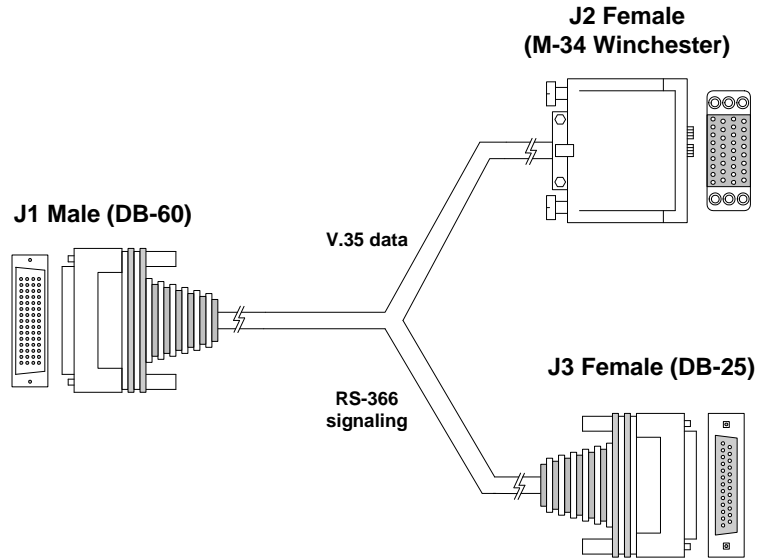 J2 Female
(M-34 Winchester)
J1 Male (DB-60)
V.35 data
J3 Female (DB-25)
RS-366
signaling